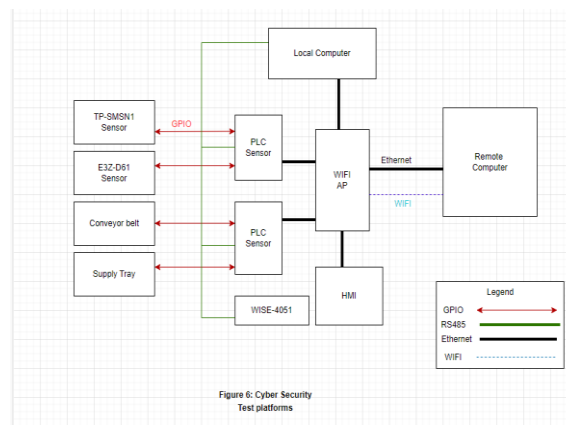 Local Computer
TP-SMSN1
Sensor
GPIO
PLC
Sensor
E3Z-D61
Sensor
WIFI
AP
Ethernet
WIFI
Remote
Computer
Conveyor belt
PLC
Sensor
Supply Tray
WISE-4051
HMI
Legend
GPIO
RS485
Ethernet
WIFI
Figure 6: Cyber Security
Test platforms